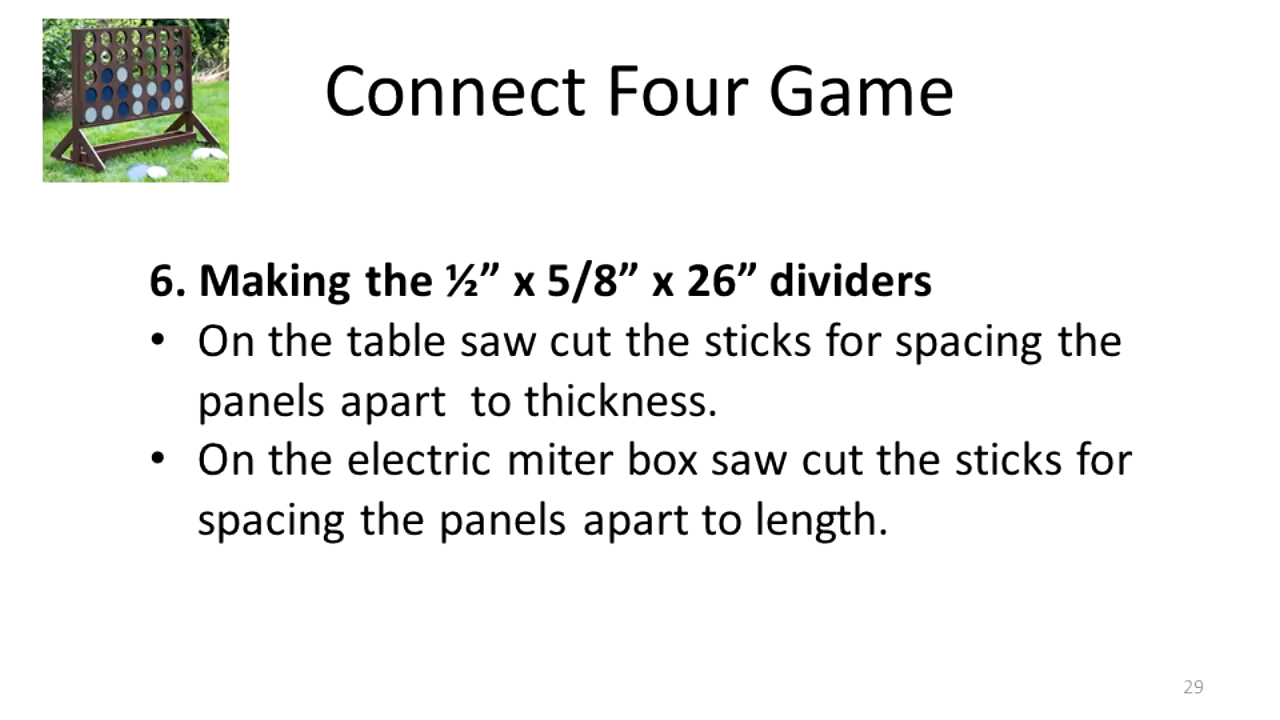 Connect Four Game
6. Making the ½” x 5/8” x 26” dividers
• On the table saw cut the sticks for spacing the
panels apart  to thickness.
• On the electric miter box saw cut the sticks for
spacing the panels apart to length.
29